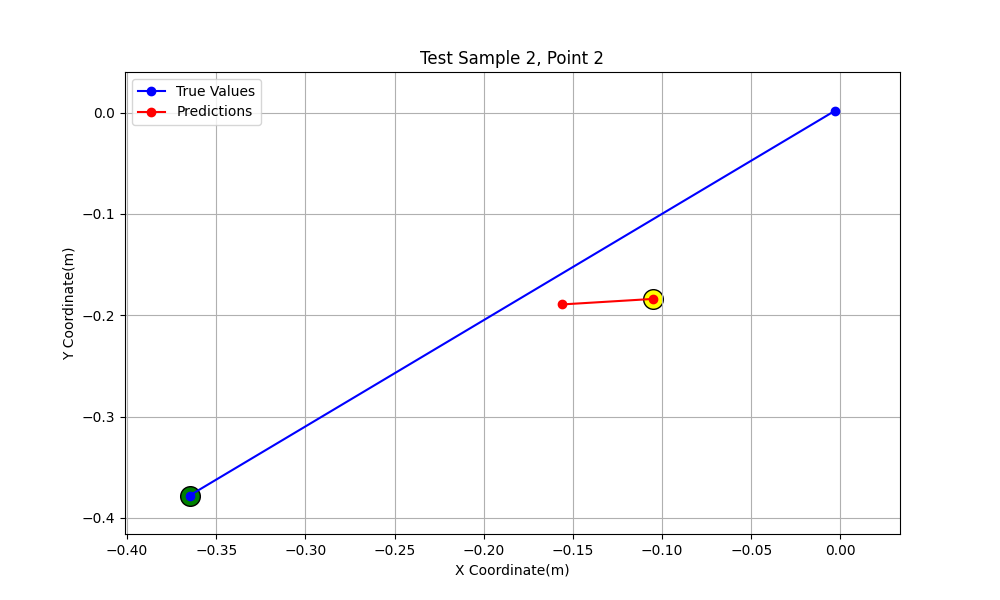 Test Sample 2, Point 2
True Values
Predictions
0.0
−0.1
−0.2
−0.3
−0.4
Y Coordinate(m)
−0.40 −0.35 −0.30 −0.25 −0.20 −0.15 −0.10 −0.05 0.00
X Coordinate(m)